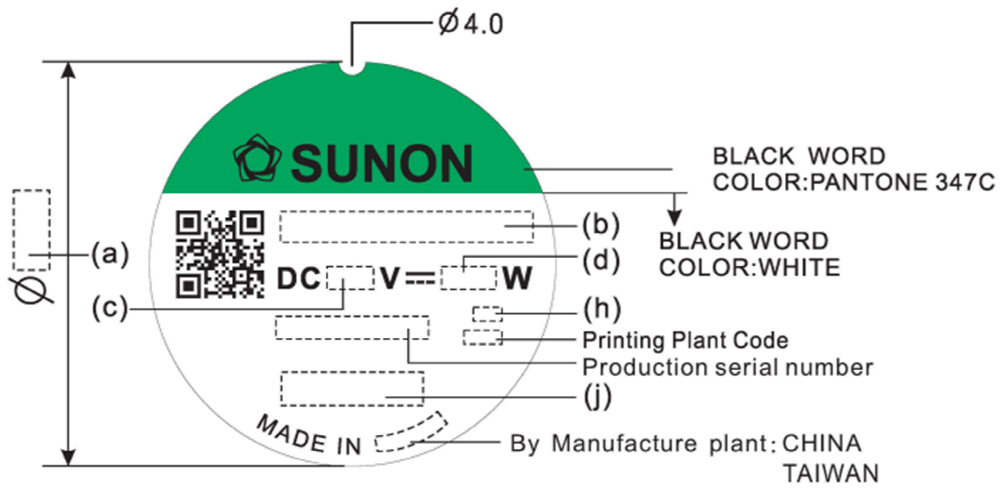 Ø4.0
SUNON
BLACK WORD
COLOR:PANTONE 347C
(a)
Ø
(b)
BLACK WORD
COLOR:WHITE
DC V W
(d)
(c)
(h)
Printing Plant Code
Production serial number
(j)
MADE IN
By Manufacture plant: CHINA
TAIWAN